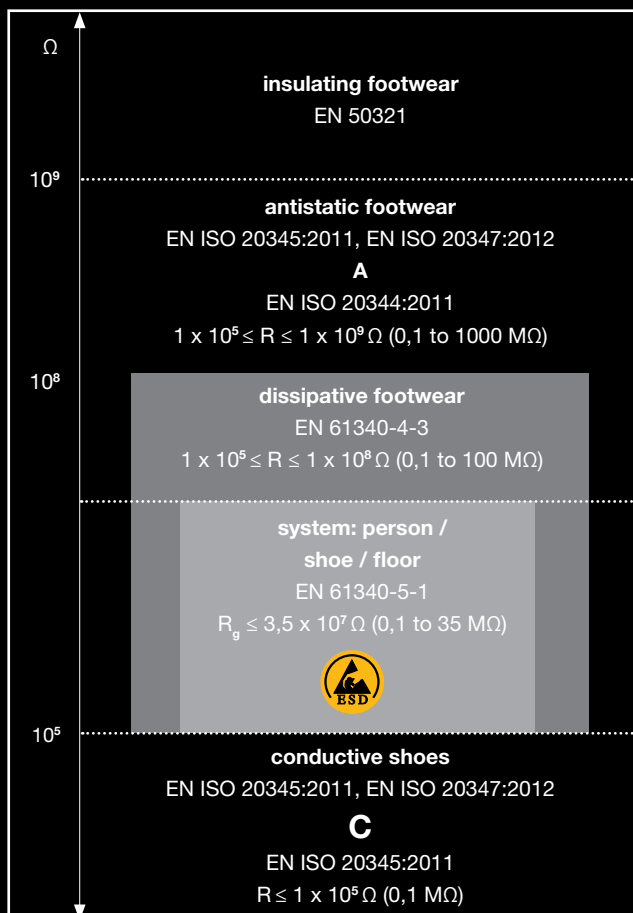 Ω
insulating footwear
EN 50321
10⁹
antistatic footwear
EN ISO 20345:2011, EN ISO 20347:2012
A
EN ISO 20344:2011
1 x 10⁵ ≤ R ≤ 1 x 10⁹ Ω (0,1 to 1000 MΩ)
10⁸
dissipative footwear
EN 61340-4-3
1 x 10⁵ ≤ R ≤ 1 x 10⁸ Ω (0,1 to 100 MΩ)
system: person /
shoe / floor
EN 61340-5-1
R_g ≤ 3,5 x 10⁷ Ω (0,1 to 35 MΩ)
ESD
10⁵
conductive shoes
EN ISO 20345:2011, EN ISO 20347:2012
C
EN ISO 20345:2011
R ≤ 1 x 10⁵ Ω (0,1 MΩ)